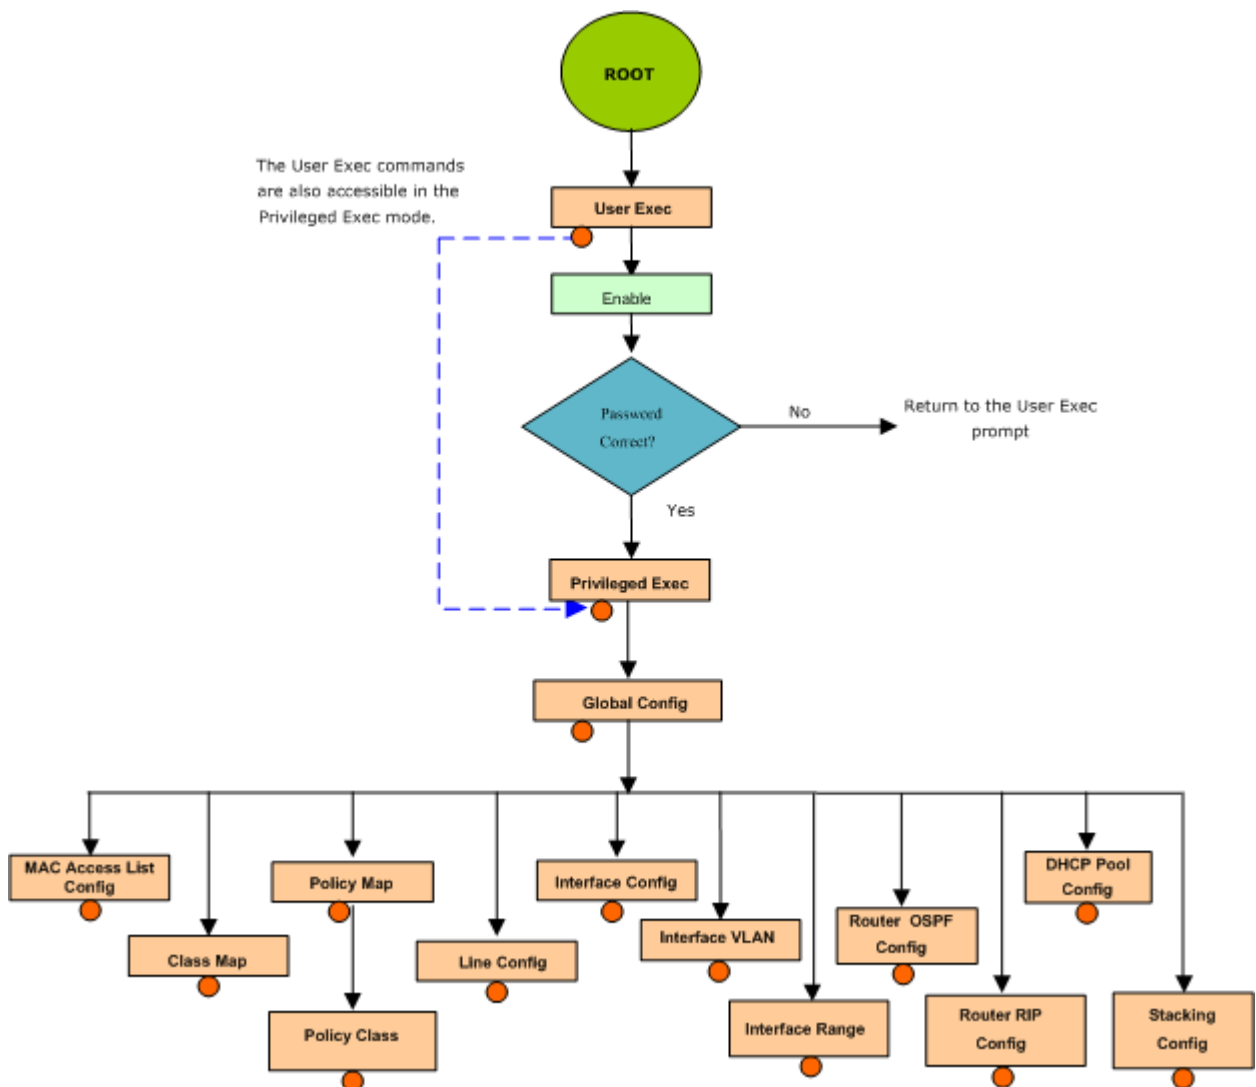 ROOT
The User Exec commands
are also accessible in the
Privileged Exec mode.
User Exec
Enable
Password
Correct?
No
Return to the User Exec
prompt
Yes
Privileged Exec
Global Config
MAC Access List
Config
Policy Map
Interface Config
DHCP Pool
Config
Class Map
Line Config
Interface VLAN
Router OSPF
Config
Policy Class
Interface Range
Router RIP
Config
Stacking
Config